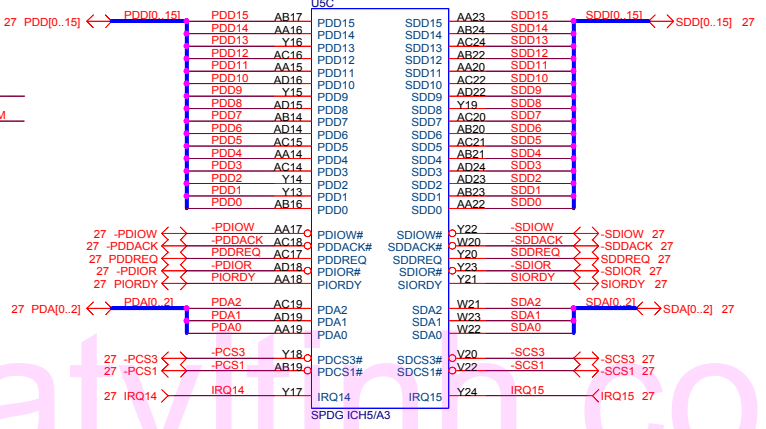 U5C
27 PDD[0..15] PDD[0..15] PDD15 AB17 PDD15 SDD15 AA23 SDD15 SDD[0..15] SDD[0..15] 27
PDD14 AA16 PDD14 SDD14 AB24 SDD14
PDD13 Y16 PDD13 SDD13 AC24 SDD13
PDD12 AC16 PDD12 SDD12 AB22 SDD12
PDD11 AA15 PDD11 SDD11 AA20 SDD11
PDD10 AD16 PDD10 SDD10 AC22 SDD10
PDD9 Y15 PDD9 SDD9 AD22 SDD9
PDD8 AD15 PDD8 SDD8 Y19 SDD8
M PDD7 AB14 PDD7 SDD7 AC20 SDD7
PDD6 AD14 PDD6 SDD6 AB20 SDD6
PDD5 AC15 PDD5 SDD5 AC21 SDD5
PDD4 AA14 PDD4 SDD4 AB21 SDD4
PDD3 AC14 PDD3 SDD3 AD24 SDD3
PDD2 Y14 PDD2 SDD2 AD23 SDD2
PDD1 Y13 PDD1 SDD1 AB23 SDD1
PDD0 AB16 PDD0 SDD0 AA22 SDD0
27 -PDIOW -PDIOW AA17 PDIOW# SDIOW# Y22 -SDIOW -SDIOW 27
27 -PDDACK -PDDACK AC18 PDDACK# SDDACK# W20 -SDDACK -SDDACK 27
27 PDDREQ PDDREQ AC17 PDDREQ SDDREQ Y20 SDDREQ SDDREQ 27
27 -PDIOR -PDIOR AD18 PDIOR# SDIOR# Y23 -SDIOR -SDIOR 27
27 PIORDY PIORDY AA18 PIORDY SIORDY Y21 SIORDY SIORDY 27
27 PDA[0..2] PDA[0..2] PDA2 AC19 PDA2 SDA2 W21 SDA2 SDA[0..2] SDA[0..2] 27
PDA1 AD19 PDA1 SDA1 W23 SDA1
PDA0 AA19 PDA0 SDA0 W22 SDA0
27 -PCS3 -PCS3 Y18 PDCS3# SDCS3# V20 -SCS3 -SCS3 27
27 -PCS1 -PCS1 AB19 PDCS1# SDCS1# V22 -SCS1 -SCS1 27
27 IRQ14 IRQ14 Y17 IRQ14 IRQ15 Y24 IRQ15 IRQ15 27
SPDG ICH5/A3